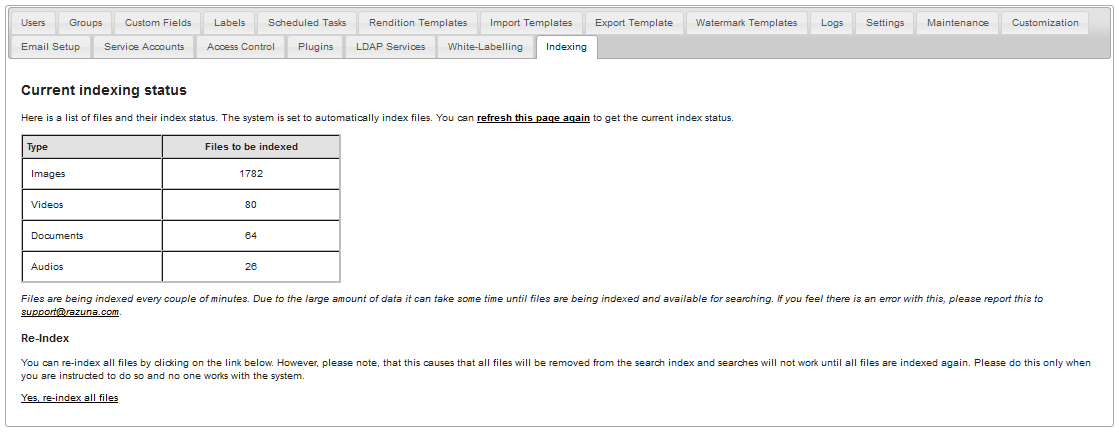 Users Groups Custom Fields Labels Scheduled Tasks Rendition Templates Import Templates Export Template Watermark Templates Logs Settings Maintenance Customization
Email Setup Service Accounts Access Control Plugins LDAP Services White-Labelling Indexing
Current indexing status
Here is a list of files and their index status. The system is set to automatically index files. You can refresh this page again to get the current index status.
Type Files to be indexed
Images 1782
Videos 80
Documents 64
Audios 26
Files are being indexed every couple of minutes. Due to the large amount of data it can take some time until files are being indexed and available for searching. If you feel there is an error with this, please report this to
support@razuna.com.
Re-Index
You can re-index all files by clicking on the link below. However, please note, that this causes that all files will be removed from the search index and searches will not work until all files are indexed again. Please do this only when
you are instructed to do so and no one works with the system.
Yes, re-index all files